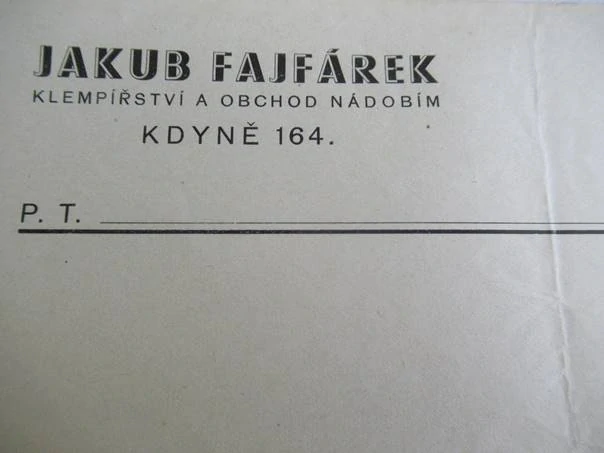 JAKUB FAJFÁREK
KLEMPÍŘSTVÍ A OBCHOD NÁDOBÍM
KDYNĚ 164.
P. T.